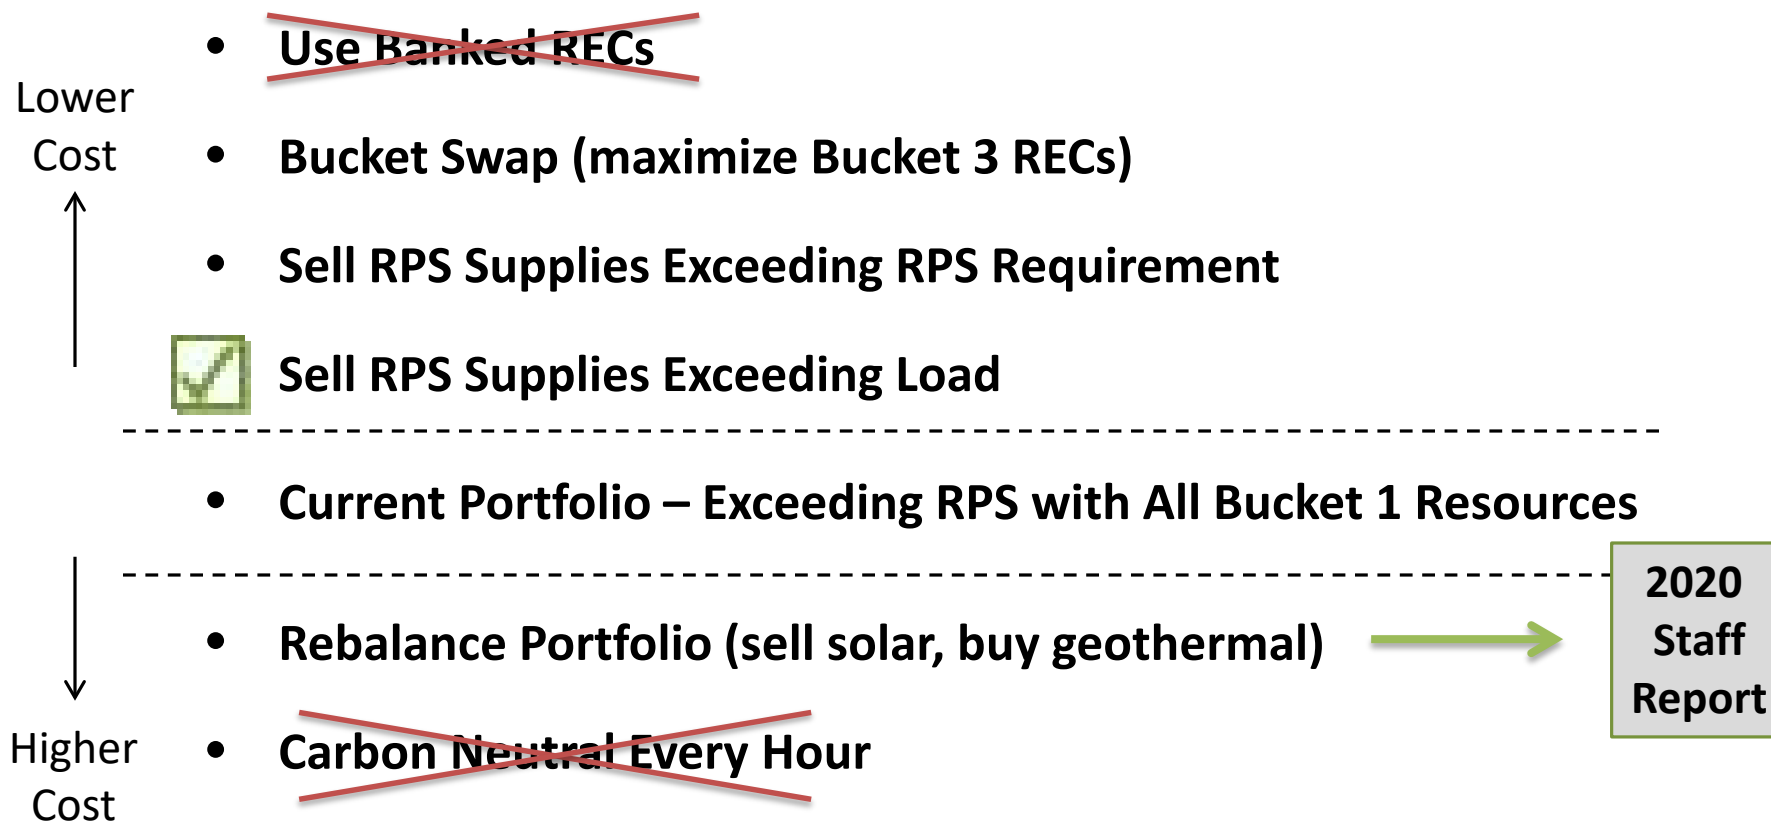 Use Banked RECs
Lower
Cost
Bucket Swap (maximize Bucket 3 RECs)
Sell RPS Supplies Exceeding RPS Requirement
Sell RPS Supplies Exceeding Load
Current Portfolio – Exceeding RPS with All Bucket 1 Resources
Rebalance Portfolio (sell solar, buy geothermal)
2020
Staff
Report
Carbon Neutral Every Hour
Higher
Cost